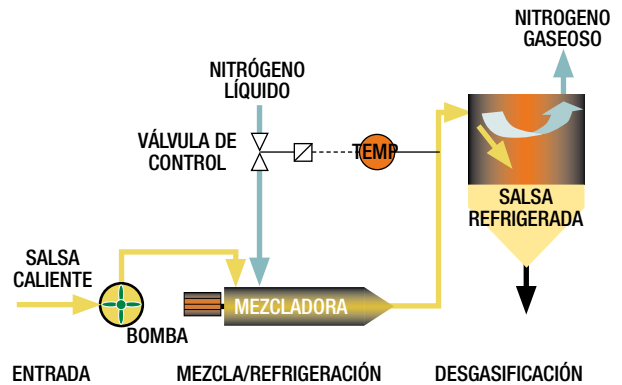 NITROGENO
GASEOSO
NITRÓGENO
LÍQUIDO
VÁLVULA DE
CONTROL
TEMP
SALSA
REFRIGERADA
SALSA
CALIENTE
MEZCLADORA
BOMBA
ENTRADA
MEZCLA/REFRIGERACIÓN
DESGASIFICACIÓN